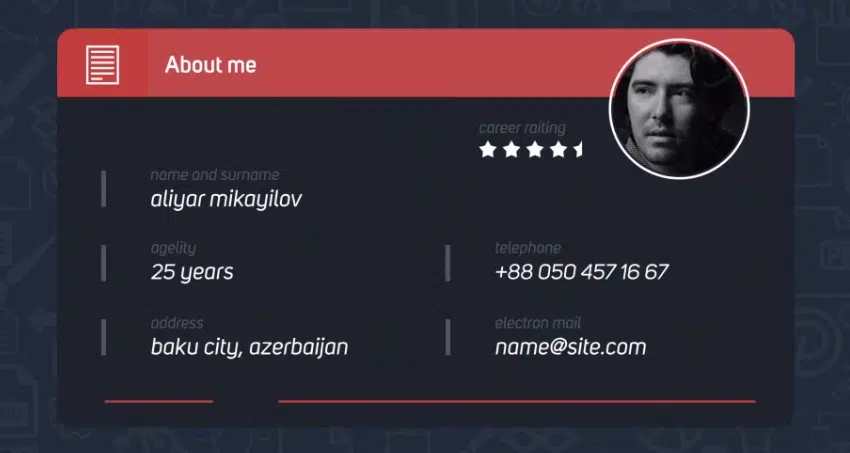 About me
career raiting
name and surname
aliyar mikayilov
agelity
25 years
telephone
+88 050 457 16 67
address
baku city, azerbaijan
electron mail
name@site.com